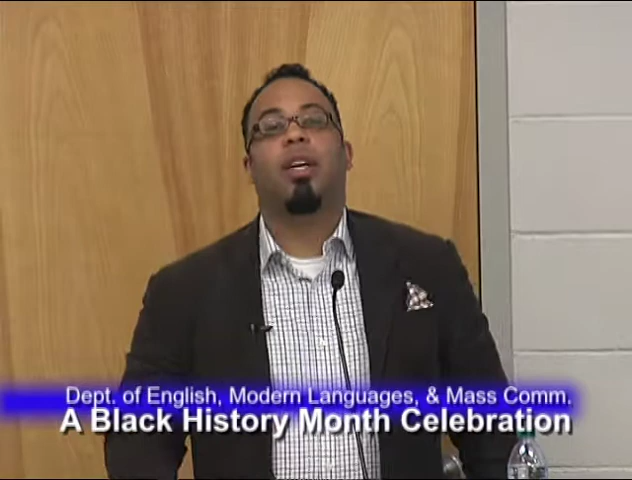 Dept. of English, Modern Languages, & Mass Comm.
A Black History Month Celebration